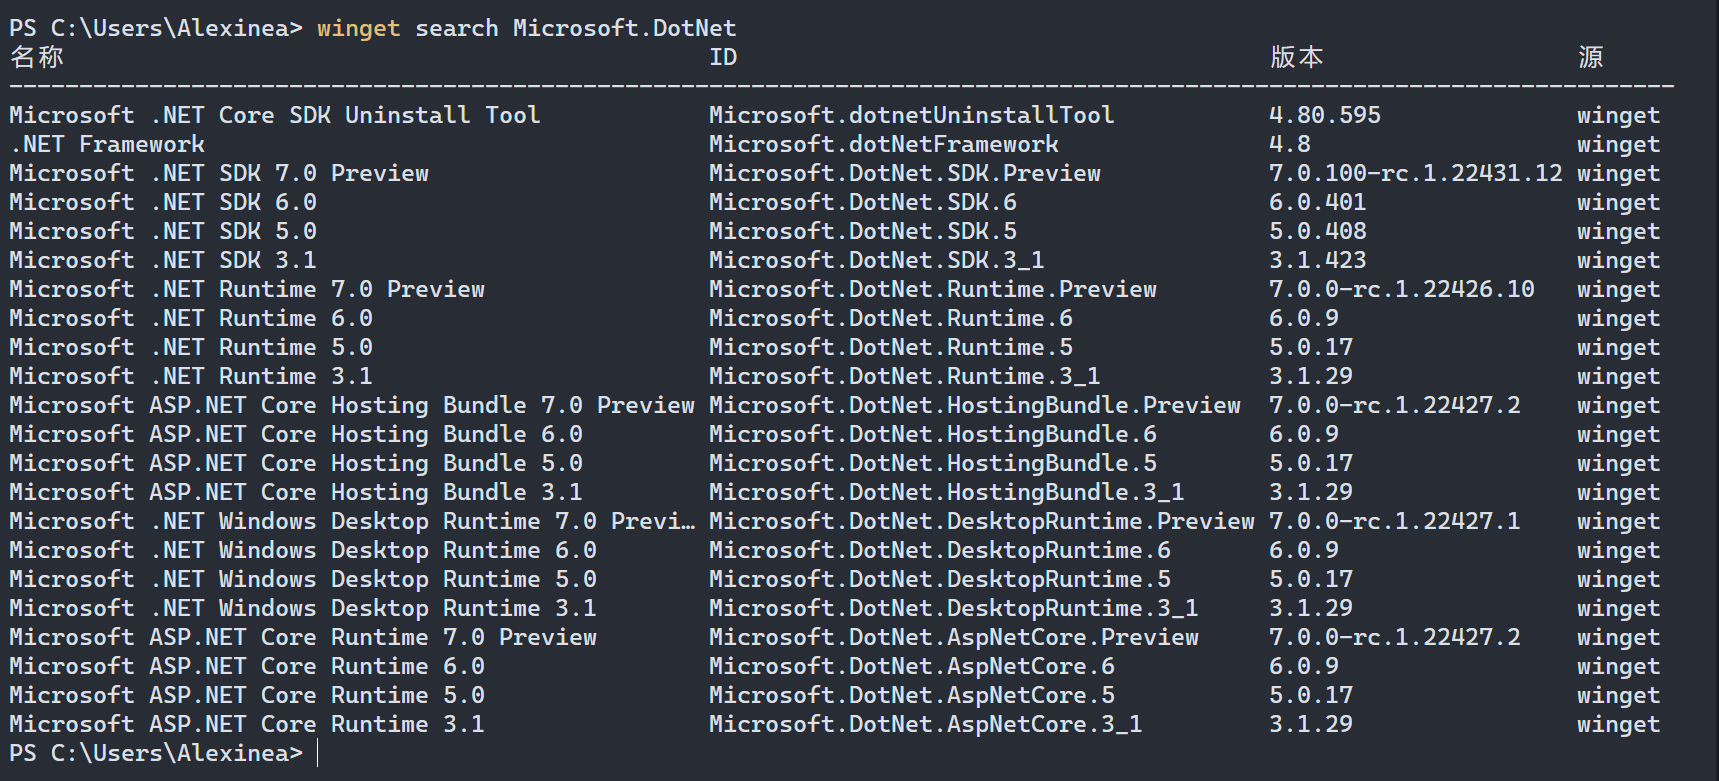 PS C:\Users\Alexinea> winget search Microsoft.DotNet
名称 ID 版本 源
-----------------------------------------------------------------------------------------------------------------------
Microsoft .NET Core SDK Uninstall Tool Microsoft.dotnetUninstallTool 4.80.595 winget
.NET Framework Microsoft.dotNetFramework 4.8 winget
Microsoft .NET SDK 7.0 Preview Microsoft.DotNet.SDK.Preview 7.0.100-rc.1.22431.12 winget
Microsoft .NET SDK 6.0 Microsoft.DotNet.SDK.6 6.0.401 winget
Microsoft .NET SDK 5.0 Microsoft.DotNet.SDK.5 5.0.408 winget
Microsoft .NET SDK 3.1 Microsoft.DotNet.SDK.3_1 3.1.423 winget
Microsoft .NET Runtime 7.0 Preview Microsoft.DotNet.Runtime.Preview 7.0.0-rc.1.22426.10 winget
Microsoft .NET Runtime 6.0 Microsoft.DotNet.Runtime.6 6.0.9 winget
Microsoft .NET Runtime 5.0 Microsoft.DotNet.Runtime.5 5.0.17 winget
Microsoft .NET Runtime 3.1 Microsoft.DotNet.Runtime.3_1 3.1.29 winget
Microsoft ASP.NET Core Hosting Bundle 7.0 Preview Microsoft.DotNet.HostingBundle.Preview 7.0.0-rc.1.22427.2 winget
Microsoft ASP.NET Core Hosting Bundle 6.0 Microsoft.DotNet.HostingBundle.6 6.0.9 winget
Microsoft ASP.NET Core Hosting Bundle 5.0 Microsoft.DotNet.HostingBundle.5 5.0.17 winget
Microsoft ASP.NET Core Hosting Bundle 3.1 Microsoft.DotNet.HostingBundle.3_1 3.1.29 winget
Microsoft .NET Windows Desktop Runtime 7.0 Previ… Microsoft.DotNet.DesktopRuntime.Preview 7.0.0-rc.1.22427.1 winget
Microsoft .NET Windows Desktop Runtime 6.0 Microsoft.DotNet.DesktopRuntime.6 6.0.9 winget
Microsoft .NET Windows Desktop Runtime 5.0 Microsoft.DotNet.DesktopRuntime.5 5.0.17 winget
Microsoft .NET Windows Desktop Runtime 3.1 Microsoft.DotNet.DesktopRuntime.3_1 3.1.29 winget
Microsoft ASP.NET Core Runtime 7.0 Preview Microsoft.DotNet.AspNetCore.Preview 7.0.0-rc.1.22427.2 winget
Microsoft ASP.NET Core Runtime 6.0 Microsoft.DotNet.AspNetCore.6 6.0.9 winget
Microsoft ASP.NET Core Runtime 5.0 Microsoft.DotNet.AspNetCore.5 5.0.17 winget
Microsoft ASP.NET Core Runtime 3.1 Microsoft.DotNet.AspNetCore.3_1 3.1.29 winget
PS C:\Users\Alexinea>